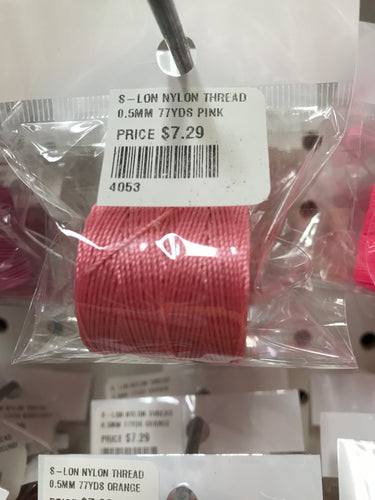 S-LON NYLON THREAD
0.5MM 77YDS PINK
PRICE $7.29
4053
S-LON NYLON THREAD
0.5MM 77YDS ORANGE
PRICE $7.29
S-LON NYLON THREAD
0.5MM 77YDS ORANGE